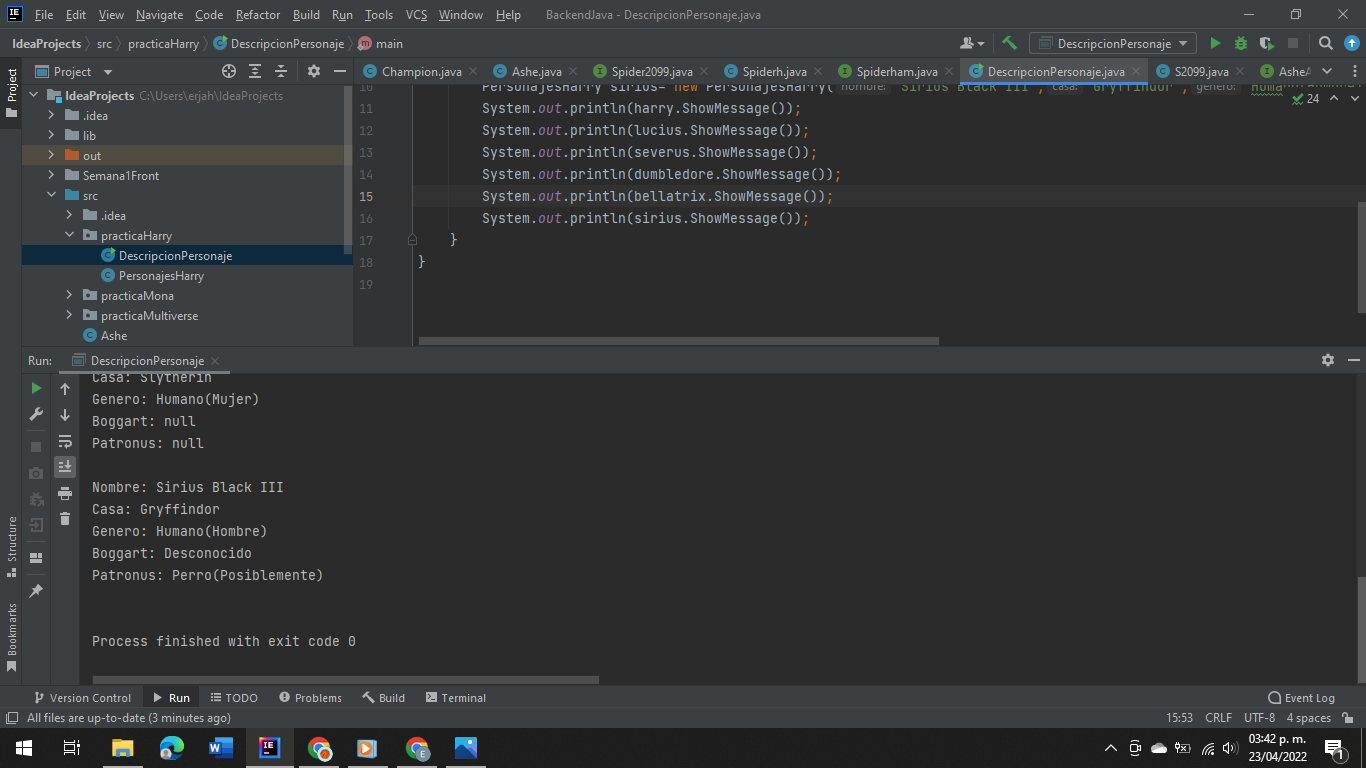 File Edit View Navigate Code Refactor Build Run Tools VCS Window Help BackendJava - DescripcionPersonaje.java
IdeaProjects src practicaHarry DescripcionPersonaje main DescripcionPersonaje
Project
Project
IdeaProjects C:\Users\erjah\IdeaProjects
.idea
lib
out
Semana1Front
src
.idea
practicaHarry
DescripcionPersonaje
PersonajesHarry
practicaMona
practicaMultiverse
Ashe
Champion.java Ashe.java Spider2099.java Spiderh.java Spiderham.java DescripcionPersonaje.java S2099.java AsheA
24
10 PersonajesHarry sirius= new PersonajesHarry( nombre: "Sirius Black III", casa: "Gryffindor", genero:
11 System.out.println(harry.ShowMessage());
12 System.out.println(lucius.ShowMessage());
13 System.out.println(severus.ShowMessage());
14 System.out.println(dumbledore.ShowMessage());
15 System.out.println(bellatrix.ShowMessage());
16 System.out.println(sirius.ShowMessage());
17 }
18 }
19
Run: DescripcionPersonaje
Casa: Slytherin
Genero: Humano(Mujer)
Boggart: null
Patronus: null
Nombre: Sirius Black III
Casa: Gryffindor
Genero: Humano(Hombre)
Boggart: Desconocido
Patronus: Perro(Posiblemente)
Process finished with exit code 0
Structure
Bookmarks
Version Control Run TODO Problems Build Terminal Event Log
All files are up-to-date (3 minutes ago) 15:53 CRLF UTF-8 4 spaces
03:42 p. m.
23/04/2022
1